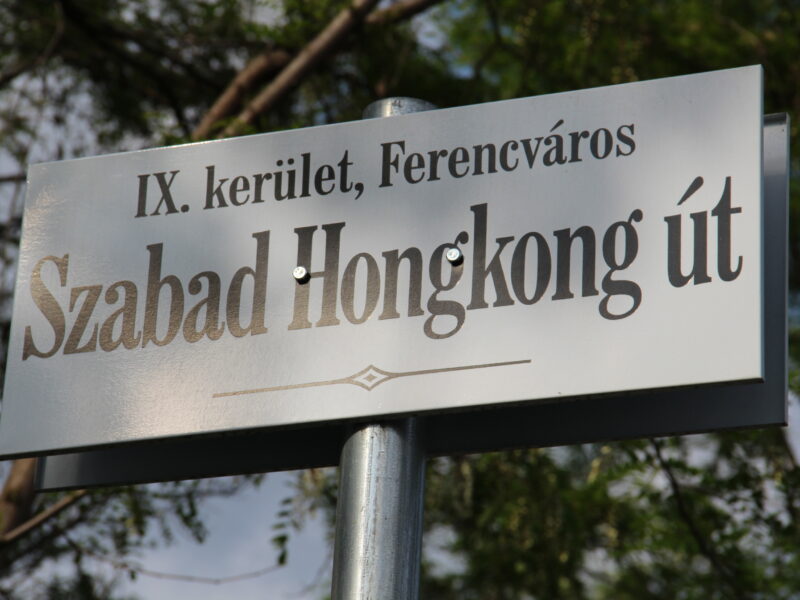 IX. kerület, Ferencváros
Szabad Hongkong út